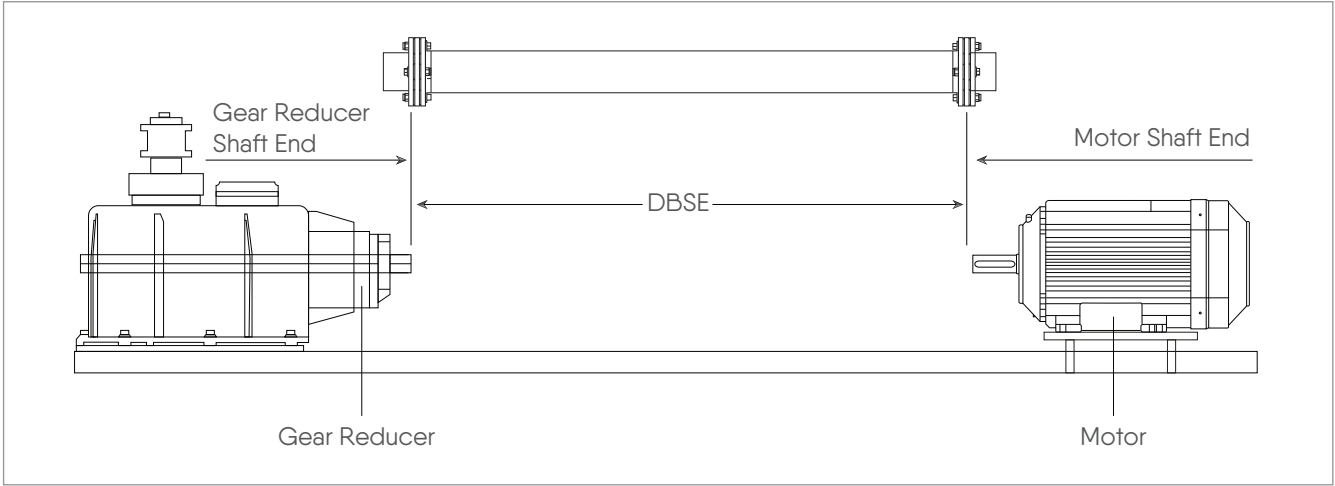 Gear Reducer
Shaft End
Motor Shaft End
DBSE
Gear Reducer
Motor